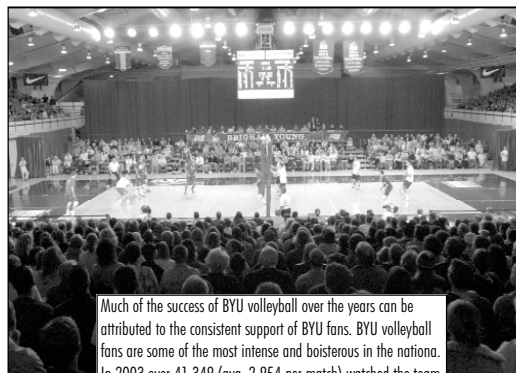 BRIGHAM YOUNG
Much of the success of BYU volleyball over the years can be
attributed to the consistent support of BYU fans. BYU volleyball
fans are some of the most intense and boisterous in the nationa.
In 2003 over 41,349 (avg. 2,954 per match) watched the team